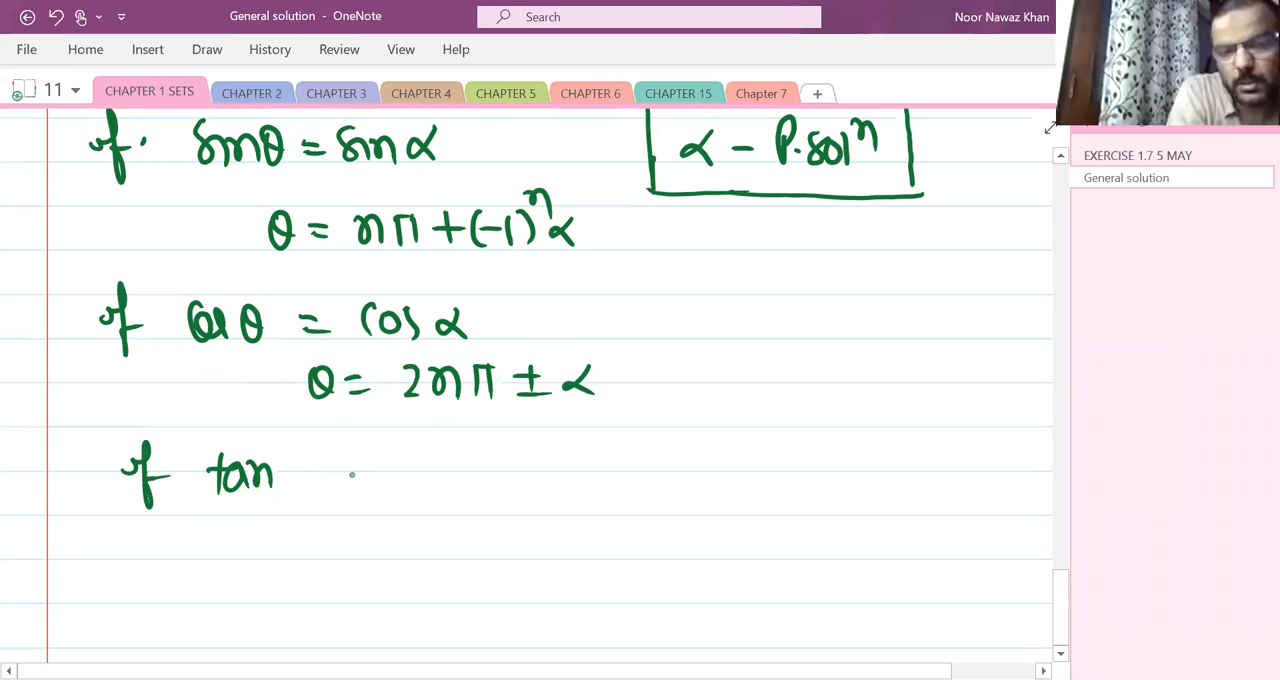 General solution - OneNote
Search
Noor Nawaz Khan
File Home Insert Draw History Review View Help
11 CHAPTER 1 SETS CHAPTER 2 CHAPTER 3 CHAPTER 4 CHAPTER 5 CHAPTER 6 CHAPTER 15 Chapter 7 +
EXERCISE 1.7 5 MAY
General solution
if. sinθ = sinα
α – P.solⁿ
θ = nπ + (-1)ⁿα
if cosθ = cosα
θ = 2nπ ± α
if tan